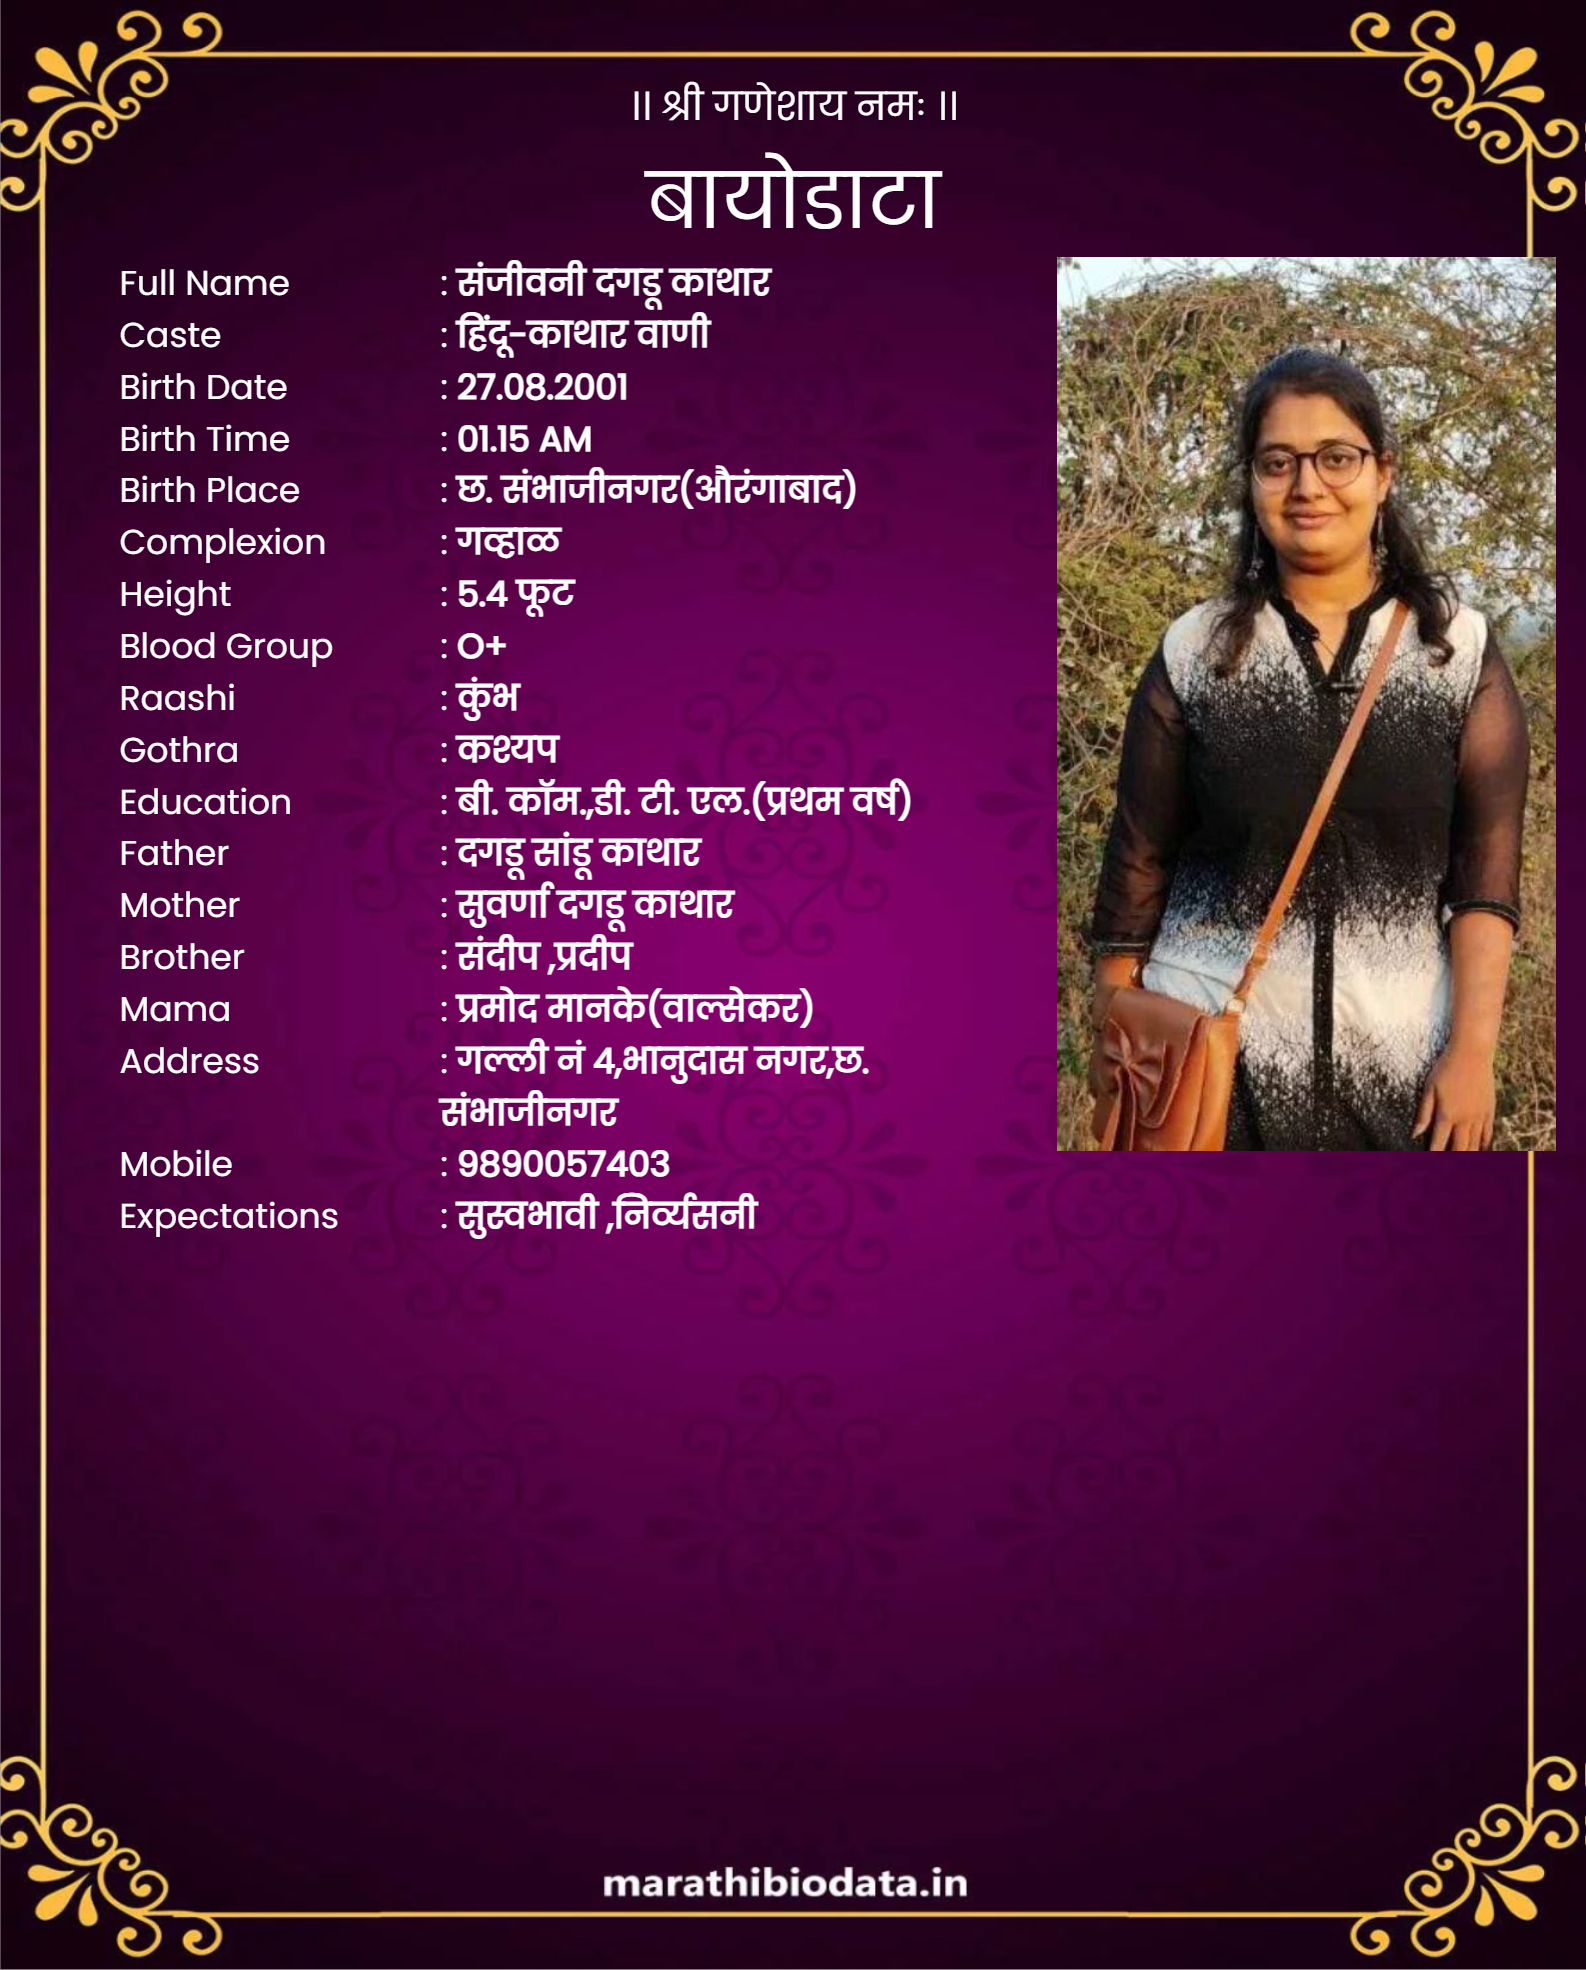 ॥ श्री गणेशाय नमः ॥
बायोडाटा
Full Name : संजीवनी दगडू काथार
Caste : हिंदू-काथार वाणी
Birth Date : 27.08.2001
Birth Time : 01.15 AM
Birth Place : छ. संभाजीनगर(औरंगाबाद)
Complexion : गव्हाळ
Height : 5.4 फूट
Blood Group : O+
Raashi : कुंभ
Gothra : कश्यप
Education : बी. कॉम.,डी. टी. एल.(प्रथम वर्ष)
Father : दगडू सांडू काथार
Mother : सुवर्णा दगडू काथार
Brother : संदीप ,प्रदीप
Mama : प्रमोद मानके(वाल्सेकर)
Address : गल्ली नं 4,भानुदास नगर,छ.
संभाजीनगर
Mobile : 9890057403
Expectations : सुस्वभावी ,निर्व्यसनी
marathibiodata.in